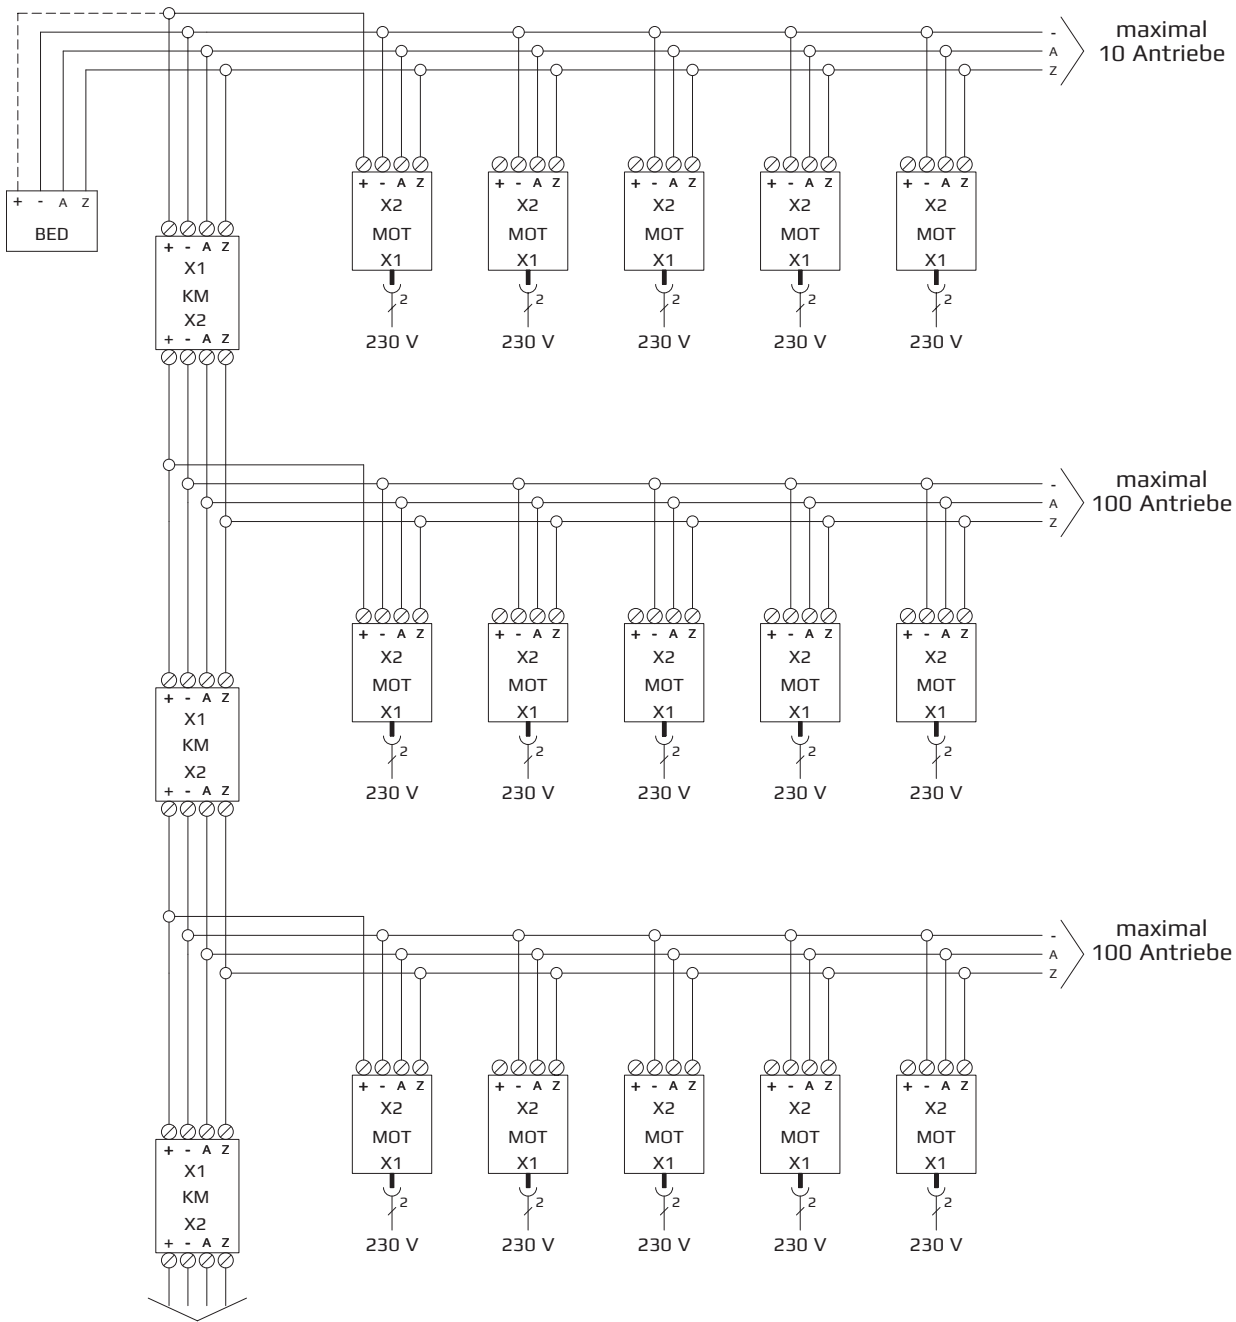 maximal
10 Antriebe
-
A
Z
+ - A Z
BED
+ - A Z
X2
MOT
X1
2
230 V
+ - A Z
X2
MOT
X1
2
230 V
+ - A Z
X2
MOT
X1
2
230 V
+ - A Z
X2
MOT
X1
2
230 V
+ - A Z
X2
MOT
X1
2
230 V
+ - A Z
X1
KM
X2
+ - A Z
maximal
100 Antriebe
-
A
Z
+ - A Z
X2
MOT
X1
2
230 V
+ - A Z
X2
MOT
X1
2
230 V
+ - A Z
X2
MOT
X1
2
230 V
+ - A Z
X2
MOT
X1
2
230 V
+ - A Z
X2
MOT
X1
2
230 V
+ - A Z
X1
KM
X2
+ - A Z
maximal
100 Antriebe
-
A
Z
+ - A Z
X2
MOT
X1
2
230 V
+ - A Z
X2
MOT
X1
2
230 V
+ - A Z
X2
MOT
X1
2
230 V
+ - A Z
X2
MOT
X1
2
230 V
+ - A Z
X2
MOT
X1
2
230 V
+ - A Z
X1
KM
X2
+ - A Z